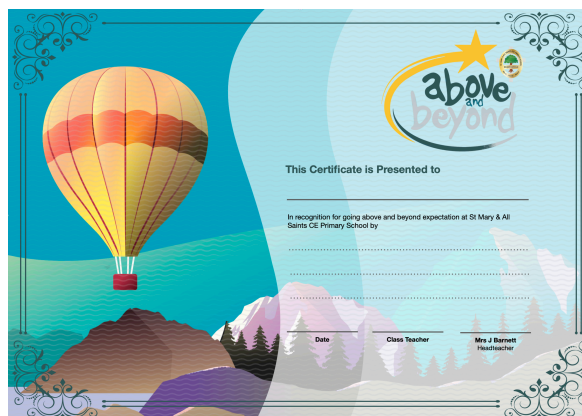 above
and
beyond
This Certificate is Presented to
In recognition for going above and beyond expectation at St Mary & All
Saints CE Primary School by
Date
Class Teacher
Mrs J Barnett
Headteacher